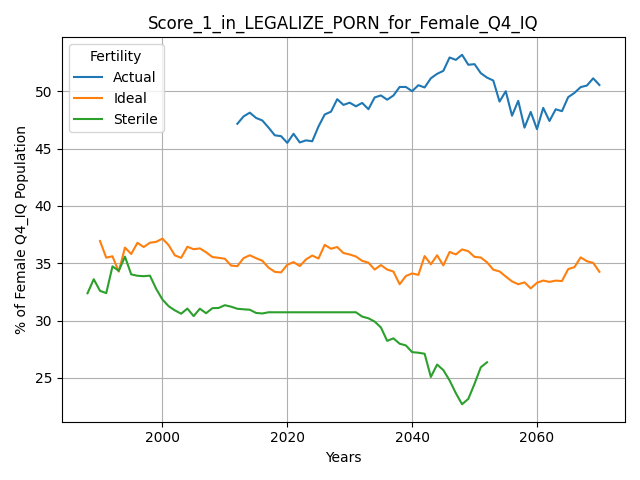 Score_1_in_LEGALIZE_PORN_for_Female_Q4_IQ
Fertility
Actual
Ideal
Sterile
% of Female Q4_IQ Population
50
45
40
35
30
25
2000
2020
2040
2060
Years